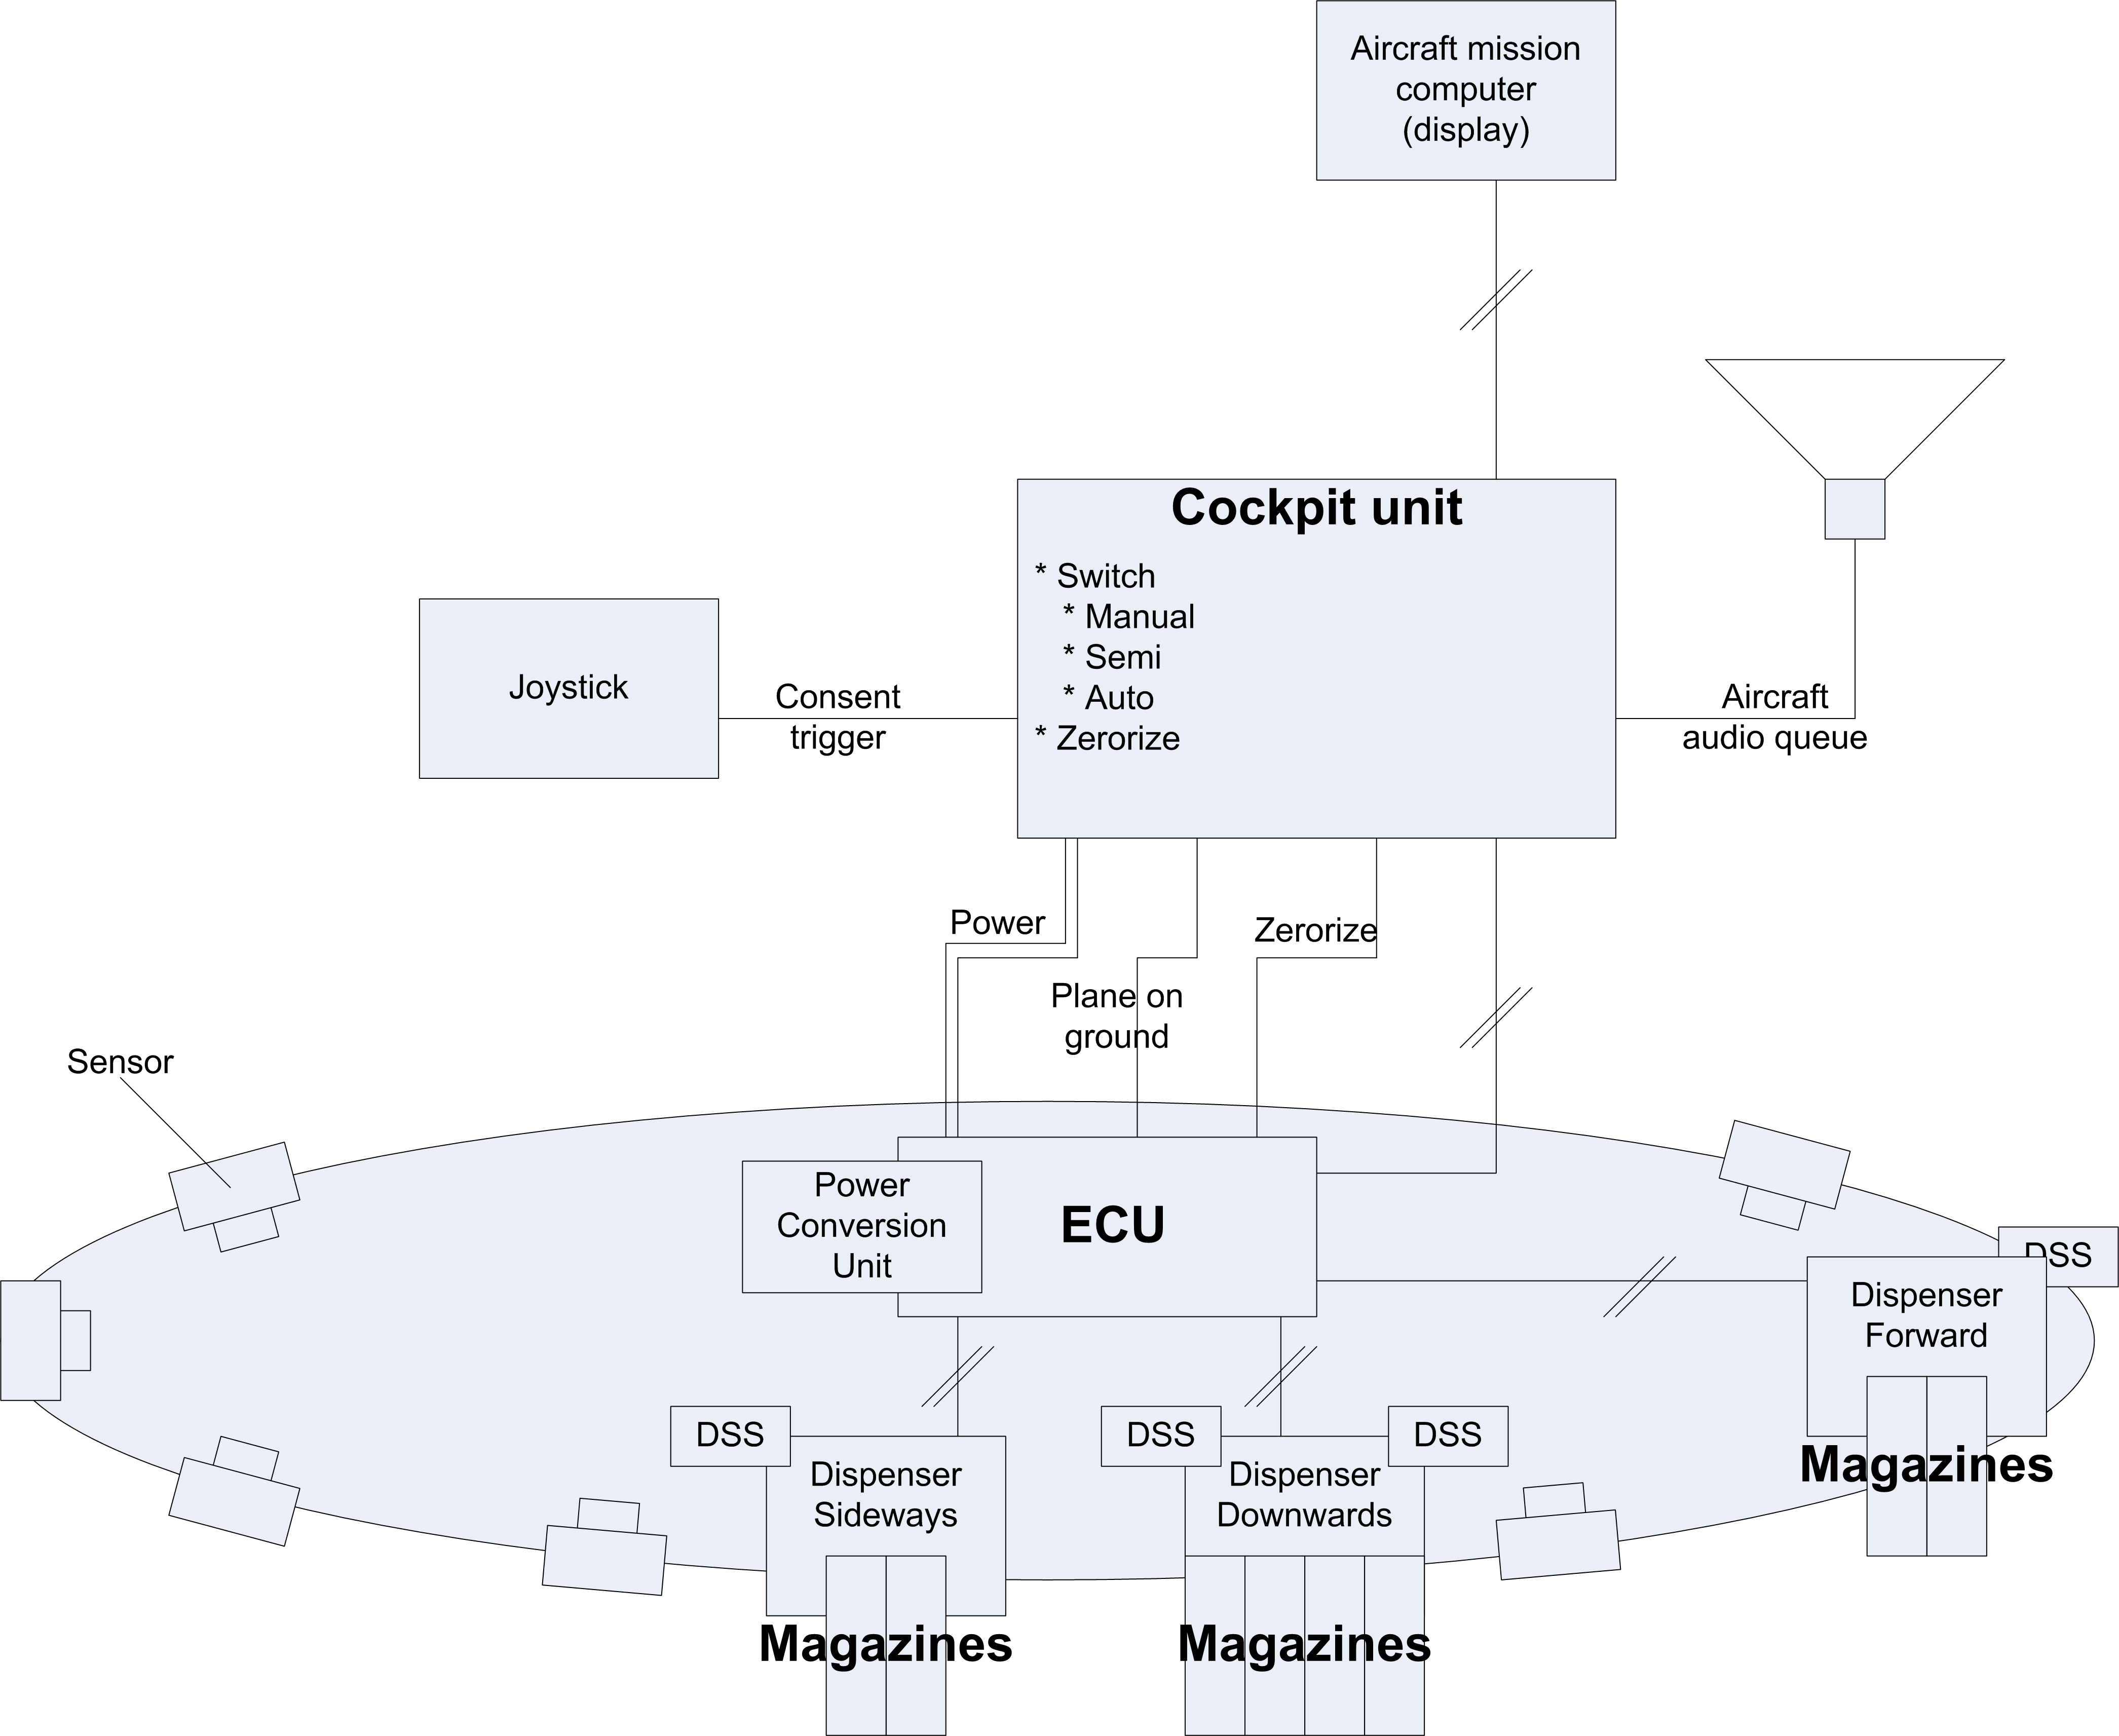 Aircraft mission
computer
(display)
Cockpit unit
* Switch
* Manual
* Semi
* Auto
* Zerorize
Joystick
Consent
trigger
Aircraft
audio queue
Power
Zerorize
Plane on
ground
Sensor
Power
Conversion
Unit
ECU
DSS
Dispenser
Forward
Magazines
DSS
Dispenser
Sideways
Magazines
DSS
DSS
Dispenser
Downwards
Magazines